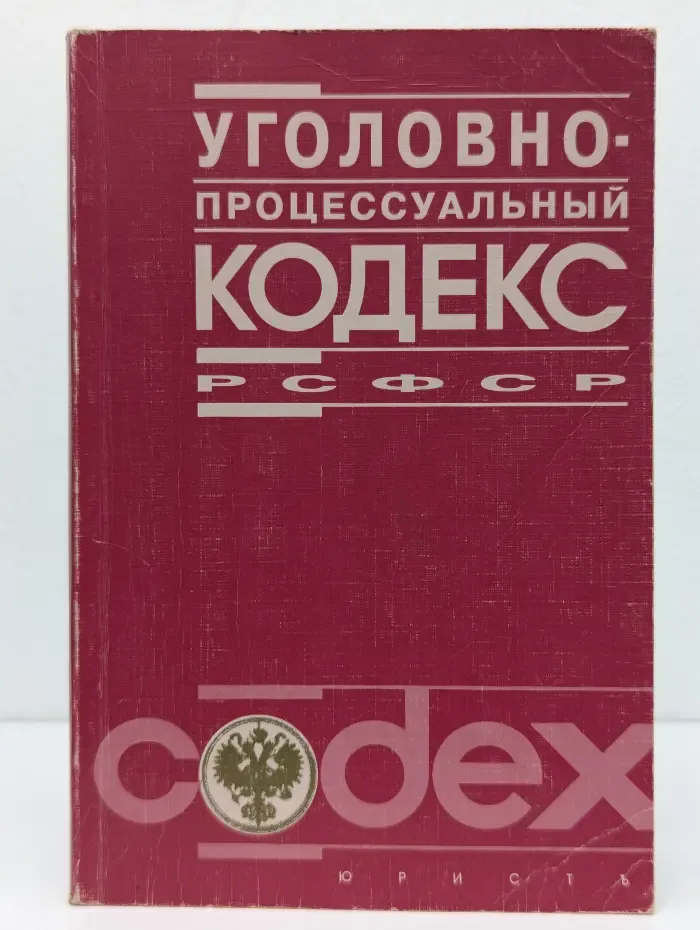 УГОЛОВНО-
ПРОЦЕССУАЛЬНЫЙ
КОДЕКС
РСФСР
codex
ЮРИСТЪ